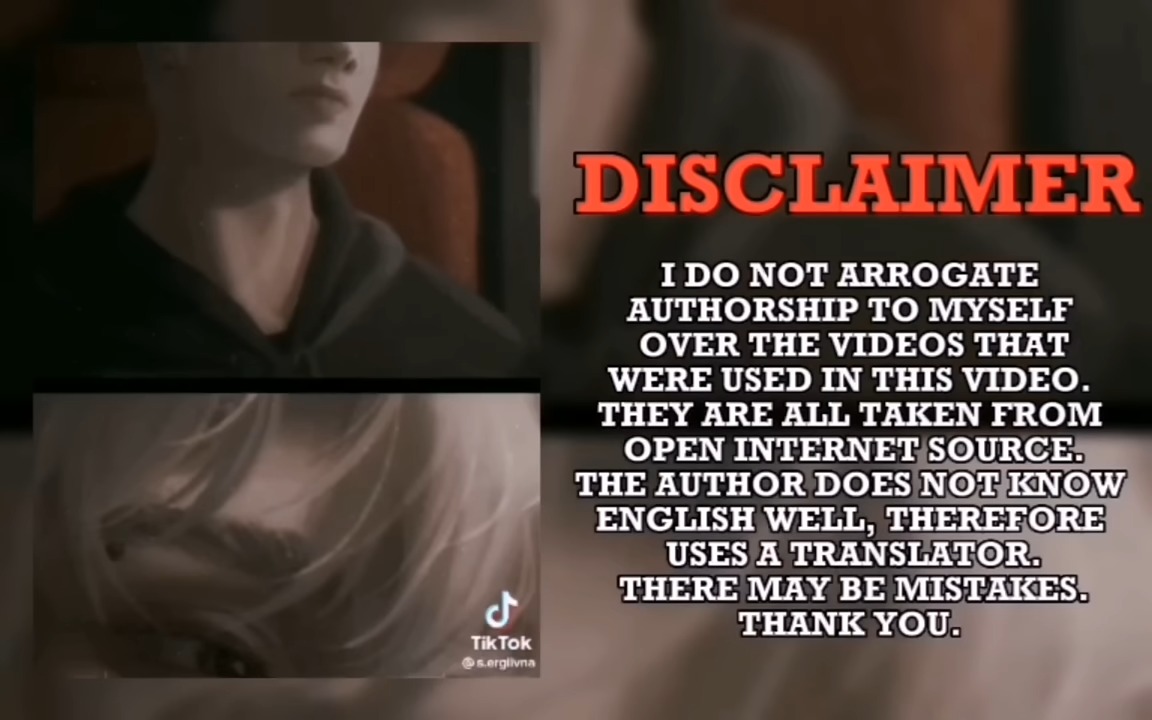 DISCLAIMER
I DO NOT ARROGATE
AUTHORSHIP TO MYSELF
OVER THE VIDEOS THAT
WERE USED IN THIS VIDEO.
THEY ARE ALL TAKEN FROM
OPEN INTERNET SOURCE.
THE AUTHOR DOES NOT KNOW
ENGLISH WELL, THEREFORE
USES A TRANSLATOR.
THERE MAY BE MISTAKES.
THANK YOU.
TikTok
@s.erglivna